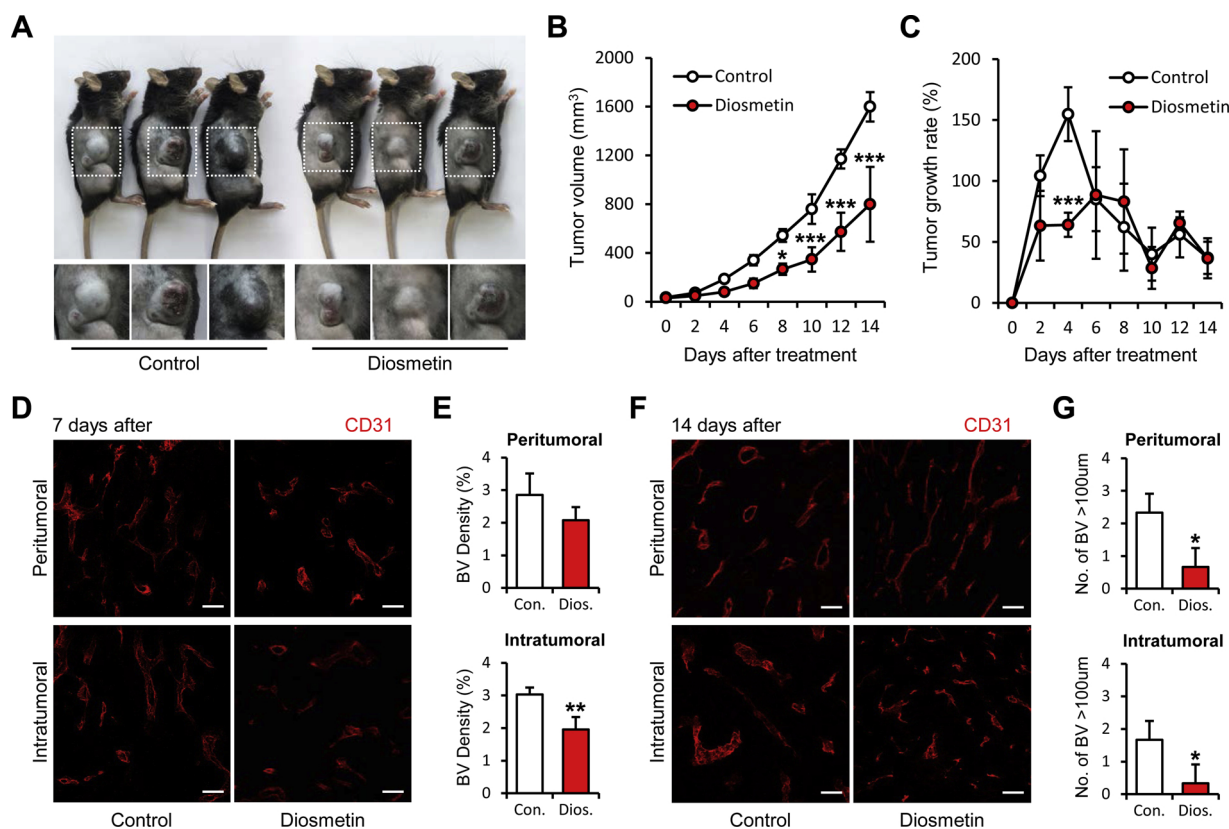 A
Control
Diosmetin
B
Tumor volume (mm³)
2000
1600
1200
800
400
0
Control
Diosmetin
*
***
***
***
0 2 4 6 8 10 12 14
Days after treatment
C
Tumor growth rate (%)
200
150
100
50
0
Control
Diosmetin
***
0 2 4 6 8 10 12 14
Days after treatment
D
7 days after CD31
Peritumoral
Intratumoral
Control Diosmetin
E
Peritumoral
BV Density (%)
4
3
2
1
0
Con. Dios.
Intratumoral
BV Density (%)
4
3
2
1
0
**
Con. Dios.
F
14 days after CD31
Peritumoral
Intratumoral
Control Diosmetin
G
Peritumoral
No. of BV >100um
4
3
2
1
0
*
Con. Dios.
Intratumoral
No. of BV >100um
4
3
2
1
0
*
Con. Dios.